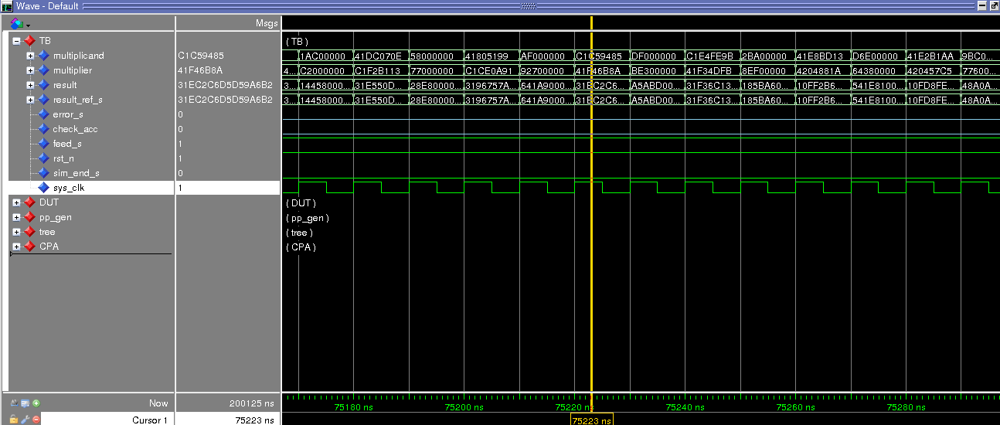 Wave - Default
Msgs
TB (TB)
multiplicand C1C59485 1AC00000 41DC070E 58000000 41805199 AF000000 C1C59485 DF000000 C1E4FE9B 2BA00000 41E8BD13 D6E00000 41E2B1AA 9BC0...
multiplier 41F46B8A 4... C2000000 C1F2B113 77000000 C1CE0A91 92700000 41F46B8A BE300000 41F34DFB 8EF00000 4204881A 64380000 420457C5 77600...
result 31EC2C6D5D59A6B2 3... 14458000... 31E550D... 28E80000... 3196757A... 641A9000... 31EC2C6... A5ABD00... 31F36C13... 185BA60... 10FF2B6... 541E8100... 10FD8FE... 48A0A...
result_ref_s 31EC2C6D5D59A6B2 3... 14458000... 31E550D... 28E80000... 3196757A... 641A9000... 31EC2C6... A5ABD00... 31F36C13... 185BA60... 10FF2B6... 541E8100... 10FD8FE... 48A0A...
error_s 0
check_acc 0
feed_s 1
rst_n 1
sim_end_s 0
sys_clk 1
DUT (DUT)
pp_gen (pp_gen)
tree (tree)
CPA (CPA)
Now 200125 ns 75180 ns 75200 ns 75220 ns 75240 ns 75260 ns 75280 ns
Cursor 1 75223 ns 75223 ns